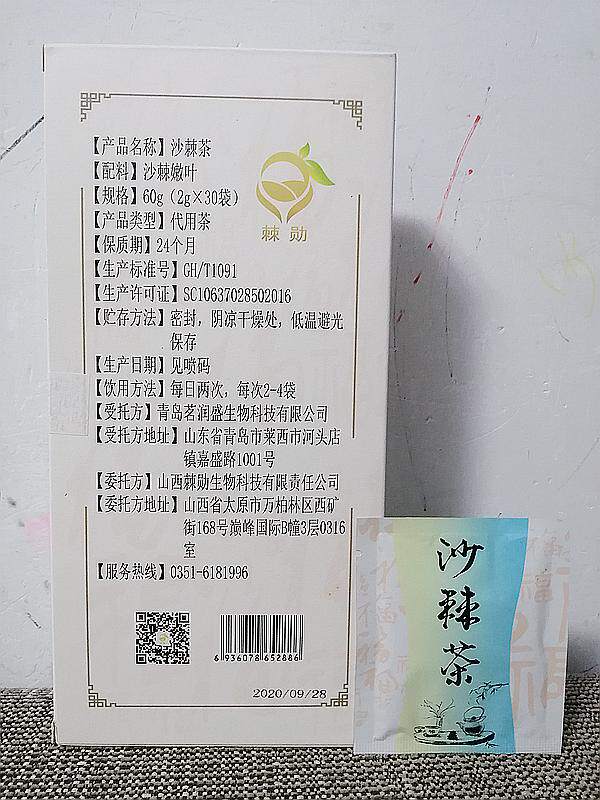 【产品名称】沙棘茶
【配料】沙棘嫩叶
【规格】60g（2g×30袋）
【产品类型】代用茶
【保质期】24个月
【生产标准号】GH/T1091
【生产许可证】SC10637028502016
【贮存方法】密封，阴凉干燥处，低温避光
保存
【生产日期】见喷码
【饮用方法】每日两次，每次2-4袋
【受托方】青岛茗润盛生物科技有限公司
【受托方地址】山东省青岛市莱西市河头店
镇嘉盛路1001号
【委托方】山西棘勋生物科技有限责任公司
【委托方地址】山西省太原市万柏林区西矿
街168号巅峰国际B幢3层0316
室
【服务热线】0351-6181996
棘勋
6 936078 652886
2020/09/28
沙棘茶
福